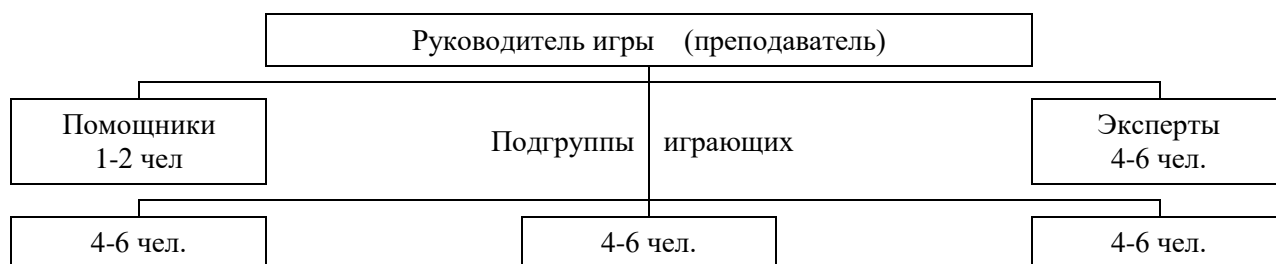 Руководитель игры (преподаватель)
Помощники
1-2 чел
Подгруппы играющих
Эксперты
4-6 чел.
4-6 чел.
4-6 чел.
4-6 чел.